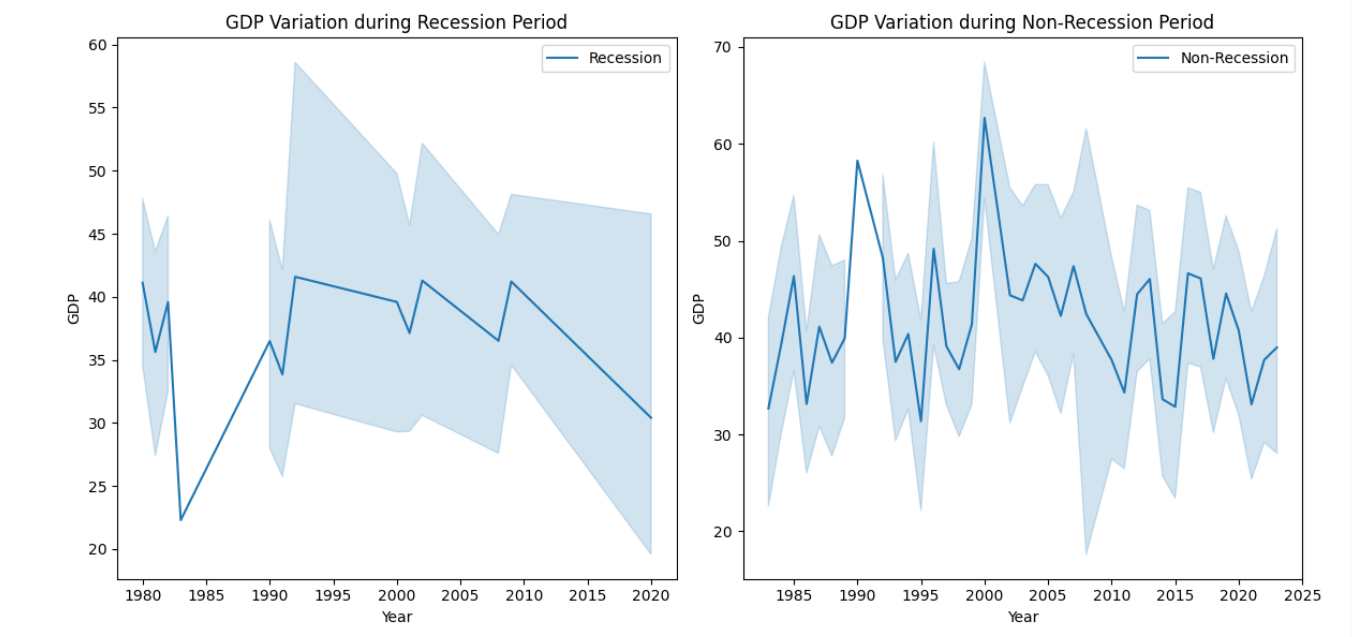 GDP Variation during Recession Period
GDP Variation during Non-Recession Period
Recession
Non-Recession
60
55
50
45
40
35
30
25
20
GDP
1980 1985 1990 1995 2000 2005 2010 2015 2020
Year
70
60
50
40
30
20
GDP
1985 1990 1995 2000 2005 2010 2015 2020 2025
Year